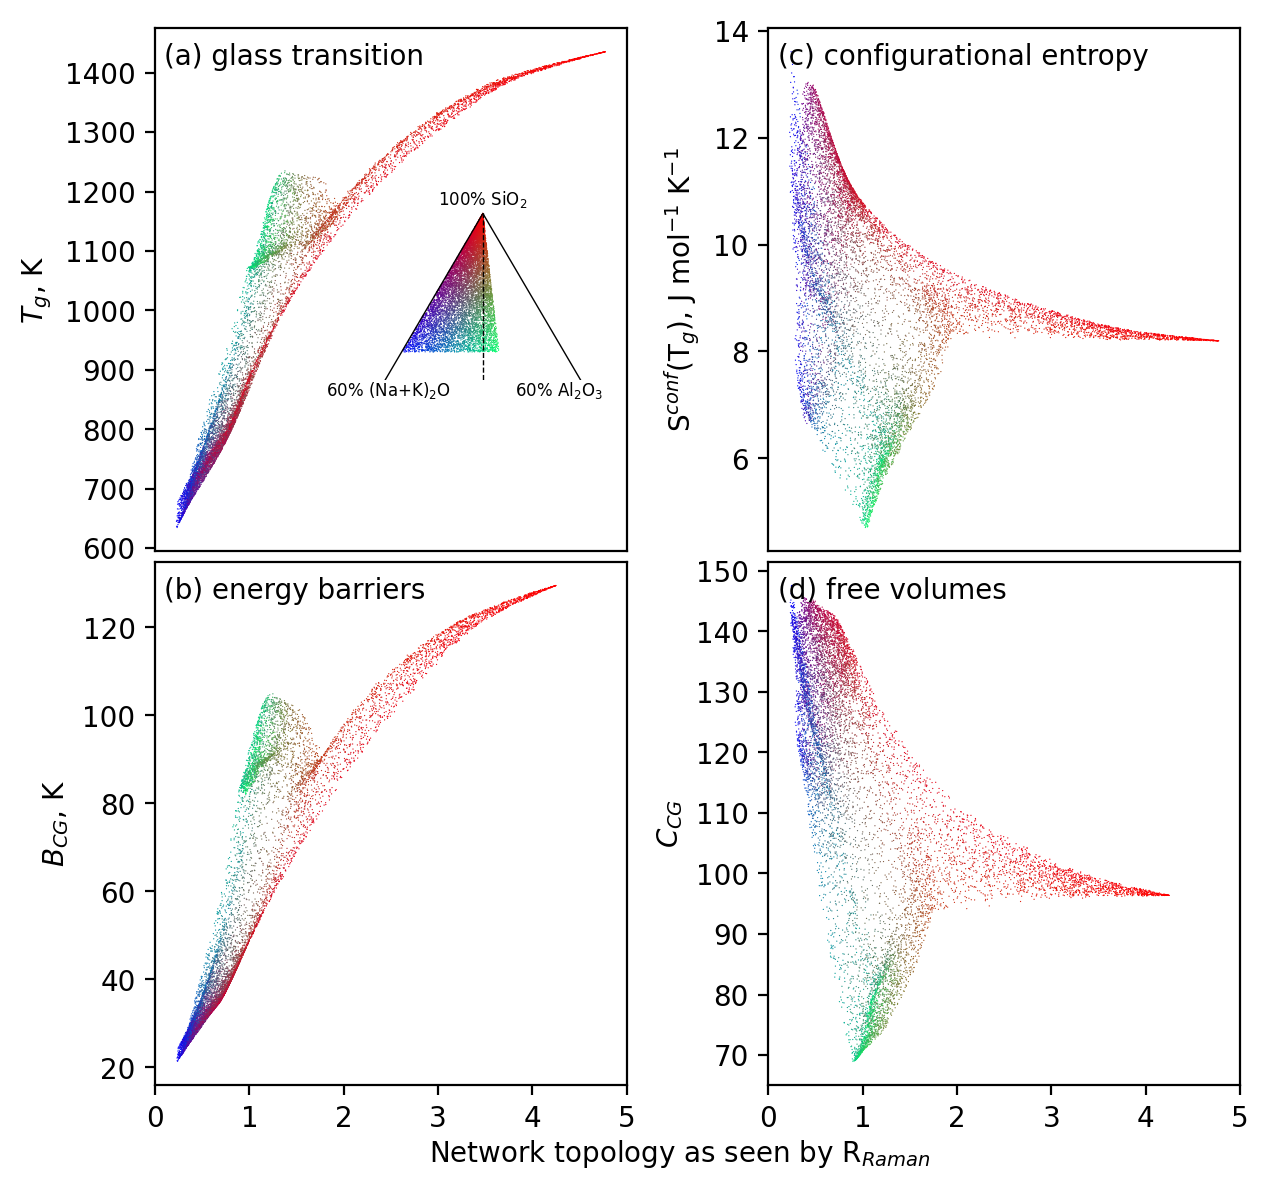 (a) glass transition
1400
1300
1200
1100
1000
900
800
700
600
T_g, K
100% SiO₂
60% (Na+K)₂O
60% Al₂O₃
(c) configurational entropy
14
12
10
8
6
S^conf(T_g), J mol⁻¹ K⁻¹
(b) energy barriers
120
100
80
60
40
20
B_CG, K
0 1 2 3 4 5
(d) free volumes
150
140
130
120
110
100
90
80
70
C_CG
0 1 2 3 4 5
Network topology as seen by R_Raman